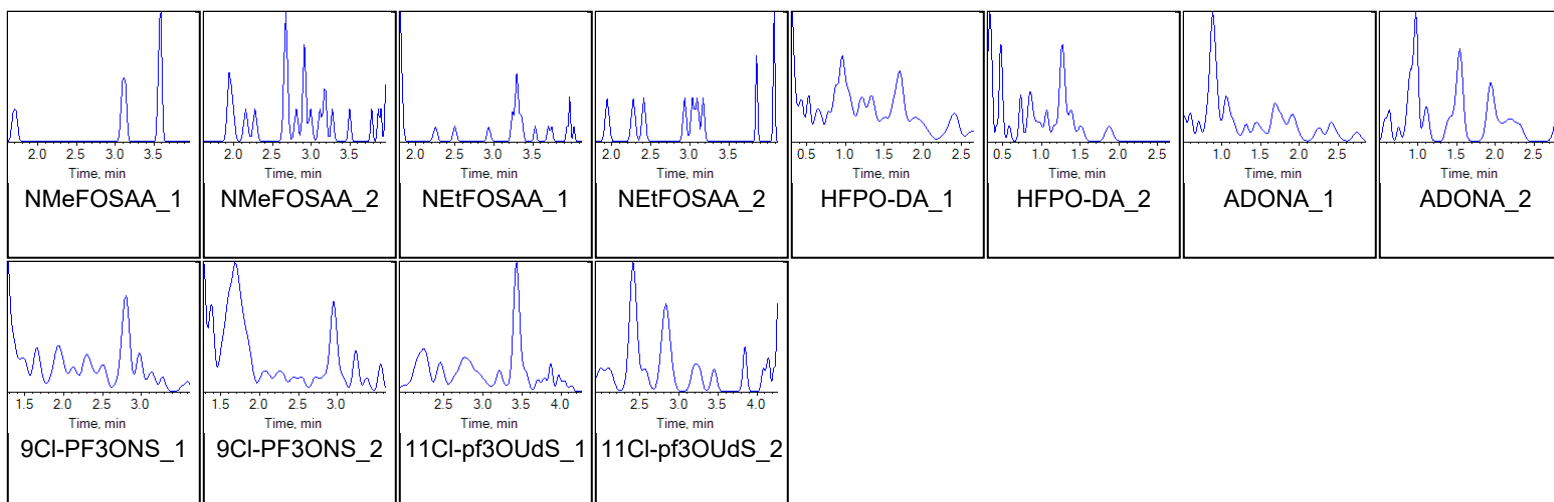 2.0 2.5 3.0 3.5
Time, min
NMeFOSAA_1
2.0 2.5 3.0 3.5
Time, min
NMeFOSAA_2
2.0 2.5 3.0 3.5
Time, min
NEtFOSAA_1
2.0 2.5 3.0 3.5
Time, min
NEtFOSAA_2
0.5 1.0 1.5 2.0 2.5
Time, min
HFPO-DA_1
0.5 1.0 1.5 2.0 2.5
Time, min
HFPO-DA_2
1.0 1.5 2.0 2.5
Time, min
ADONA_1
1.0 1.5 2.0 2.5
Time, min
ADONA_2
1.5 2.0 2.5 3.0
Time, min
9Cl-PF3ONS_1
1.5 2.0 2.5 3.0
Time, min
9Cl-PF3ONS_2
2.5 3.0 3.5 4.0
Time, min
11Cl-pf3OUdS_1
2.5 3.0 3.5 4.0
Time, min
11Cl-pf3OUdS_2